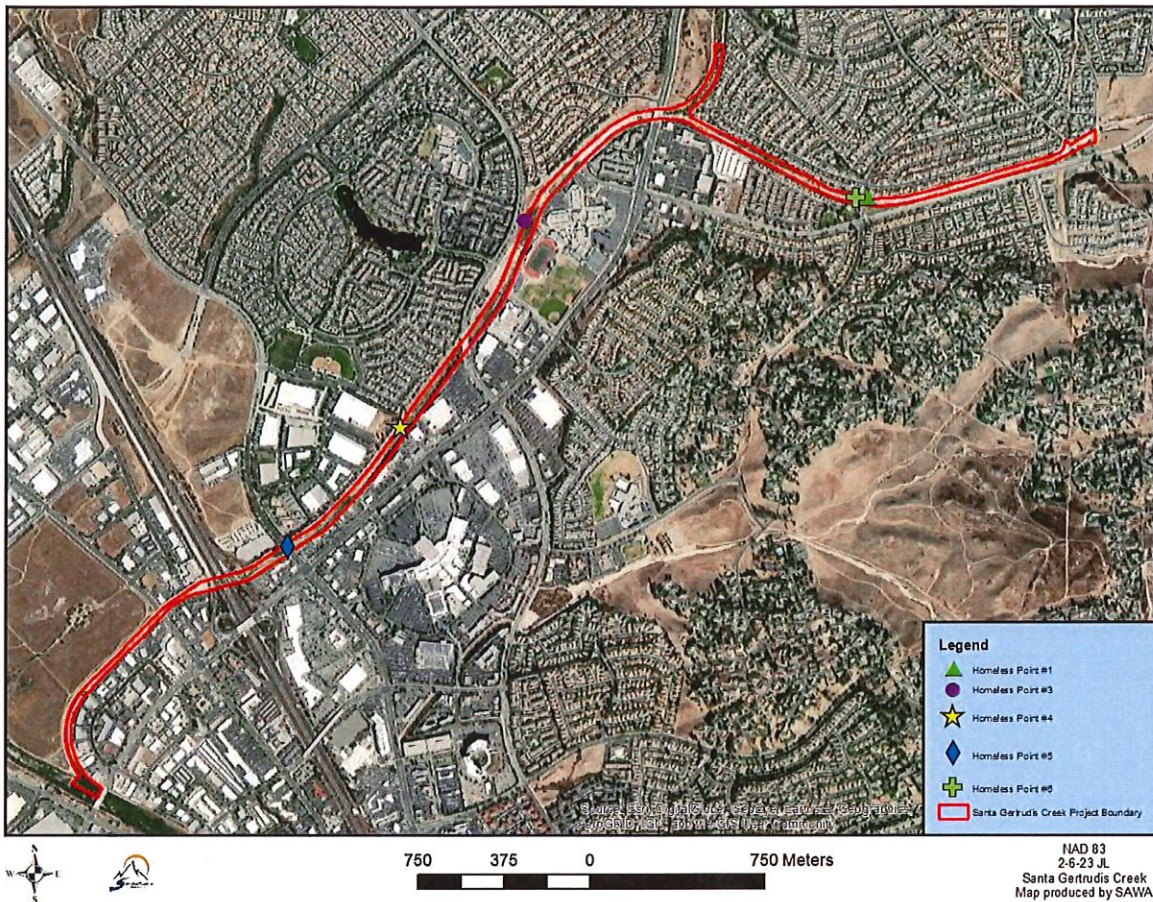 Legend
Homeless Point #1
Homeless Point #3
Homeless Point #4
Homeless Point #5
Homeless Point #6
Santa Gertrudis Creek Project Boundary
N
W E
S
750 375 0 750 Meters
NAD 83
2-6-23 JL
Santa Gertrudis Creek
Map produced by SAWA